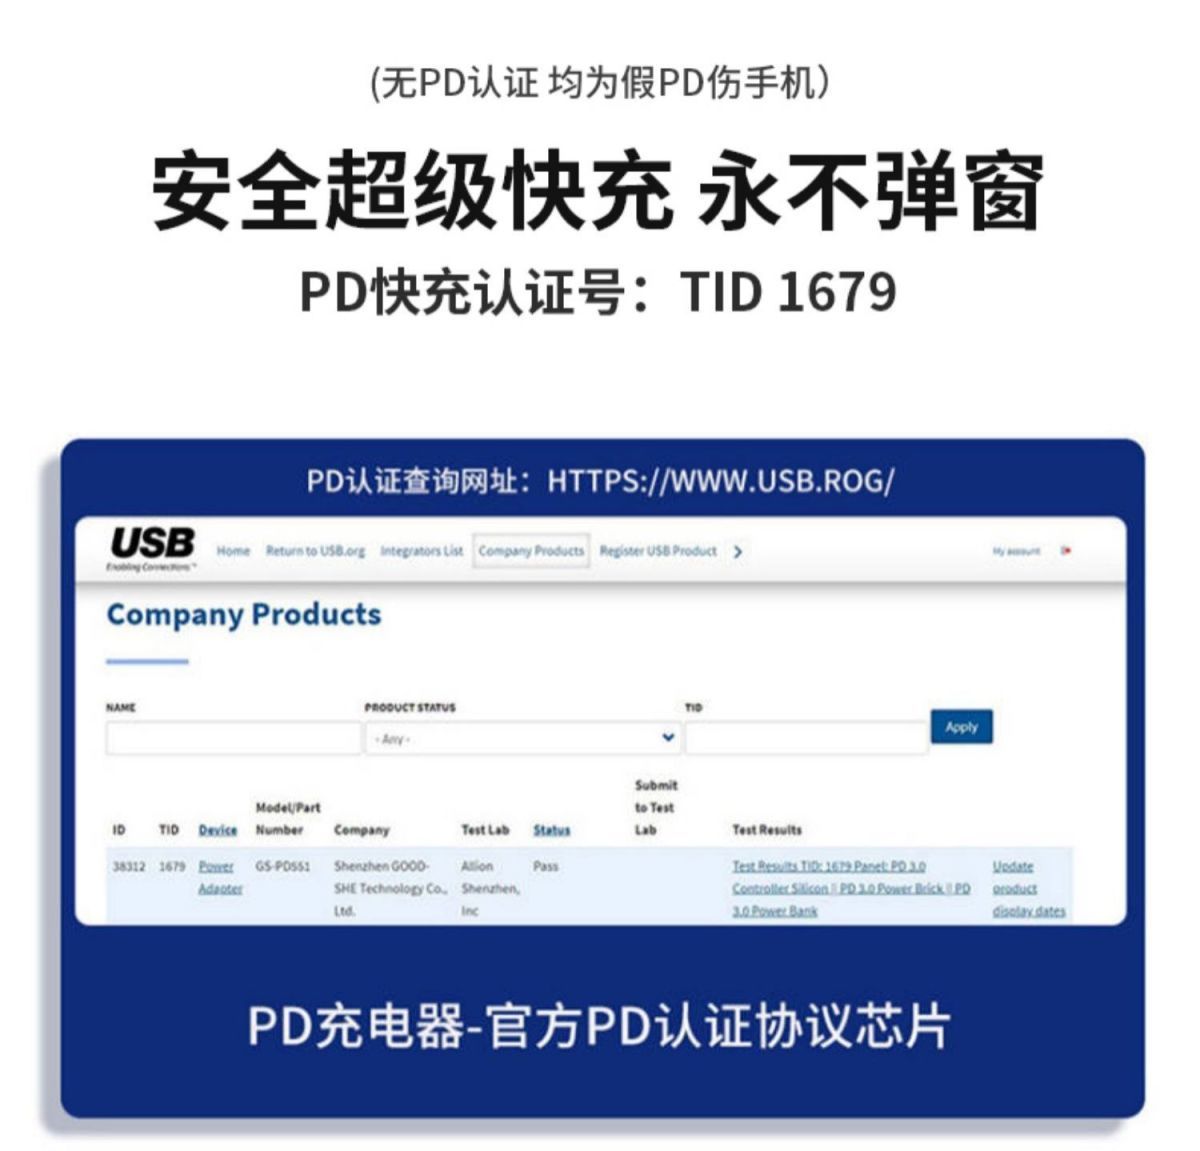 (无PD认证 均为假PD伤手机）
安全超级快充 永不弹窗
PD快充认证号：TID 1679
PD认证查询网址：HTTPS://WWW.USB.ROG/
USB
Enabling Connections™
Home Return to USB.org Integrators List Company Products Register USB Product My account
Company Products
NAME PRODUCT STATUS TID
- Any - Apply
Submit
Model/Part to Test
ID TID Device Number Company Test Lab Status Lab Test Results
38312 1679 Power GS-PD551 Shenzhen GOOD- Allion Pass Test Results TID: 1679 Panel: PD 3.0 Update
Adapter SHE Technology Co., Shenzhen, Controller Silicon || PD 3.0 Power Brick || PD product
Ltd. Inc 3.0 Power Bank display dates
PD充电器-官方PD认证协议芯片